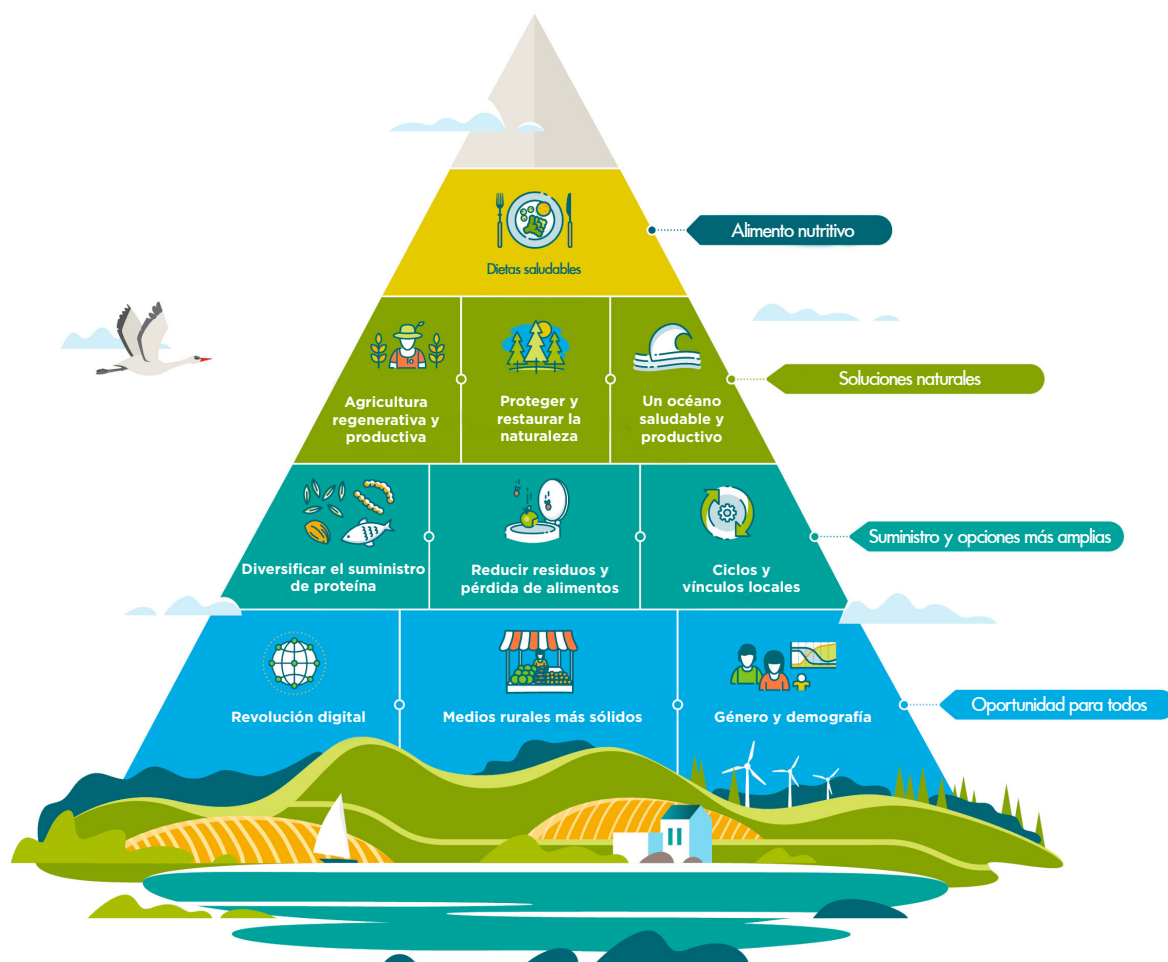 Dietas saludables
Alimento nutritivo
Agricultura
regenerativa y
productiva
Proteger y
restaurar la
naturaleza
Un océano
saludable y
productivo
Soluciones naturales
Diversificar el suministro
de proteína
Reducir residuos y
pérdida de alimentos
Ciclos y
vínculos locales
Suministro y opciones más amplias
Revolución digital
Medios rurales más sólidos
Género y demografía
Oportunidad para todos